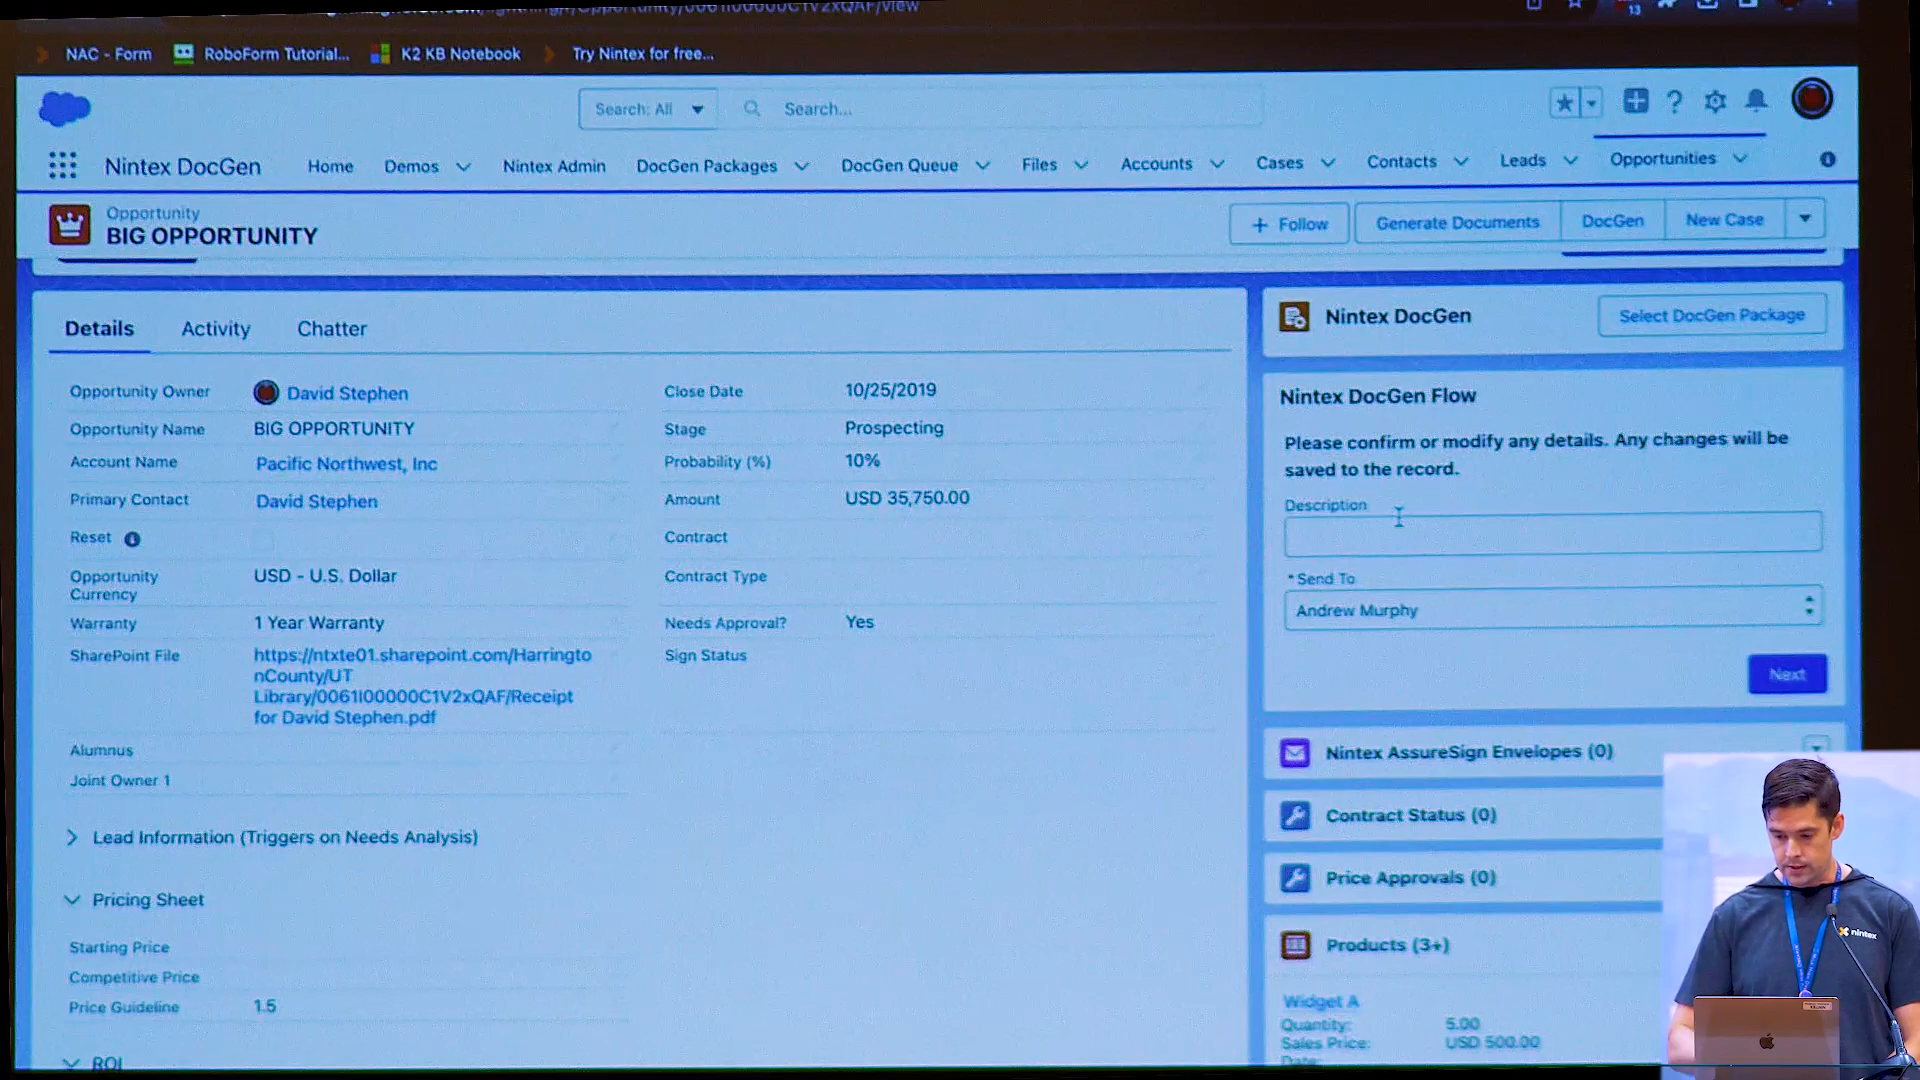 /Opportunity/0061I00000C1V2xQAF/view
13
NAC - Form
RoboForm Tutorial...
K2 KB Notebook
Try Nintex for free...
Search: All
Search...
Nintex DocGen
Home
Demos
Nintex Admin
DocGen Packages
DocGen Queue
Files
Accounts
Cases
Contacts
Leads
Opportunities
Opportunity
BIG OPPORTUNITY
+ Follow
Generate Documents
DocGen
New Case
Details
Activity
Chatter
Opportunity Owner
David Stephen
Opportunity Name
BIG OPPORTUNITY
Account Name
Pacific Northwest, Inc
Primary Contact
David Stephen
Reset
Opportunity
Currency
USD - U.S. Dollar
Warranty
1 Year Warranty
SharePoint File
https://ntxte01.sharepoint.com/Harringto
nCounty/UT
Library/0061I00000C1V2xQAF/Receipt
for David Stephen.pdf
Alumnus
Joint Owner 1
Close Date
10/25/2019
Stage
Prospecting
Probability (%)
10%
Amount
USD 35,750.00
Contract
Contract Type
Needs Approval?
Yes
Sign Status
Lead Information (Triggers on Needs Analysis)
Pricing Sheet
Starting Price
Competitive Price
Price Guideline
1.5
ROI
Nintex DocGen
Select DocGen Package
Nintex DocGen Flow
Please confirm or modify any details. Any changes will be
saved to the record.
Description
*Send To
Andrew Murphy
Next
Nintex AssureSign Envelopes (0)
Contract Status (0)
Price Approvals (0)
Products (3+)
Widget A
Quantity:
5.00
Sales Price:
USD 500.00
Date:
nintex